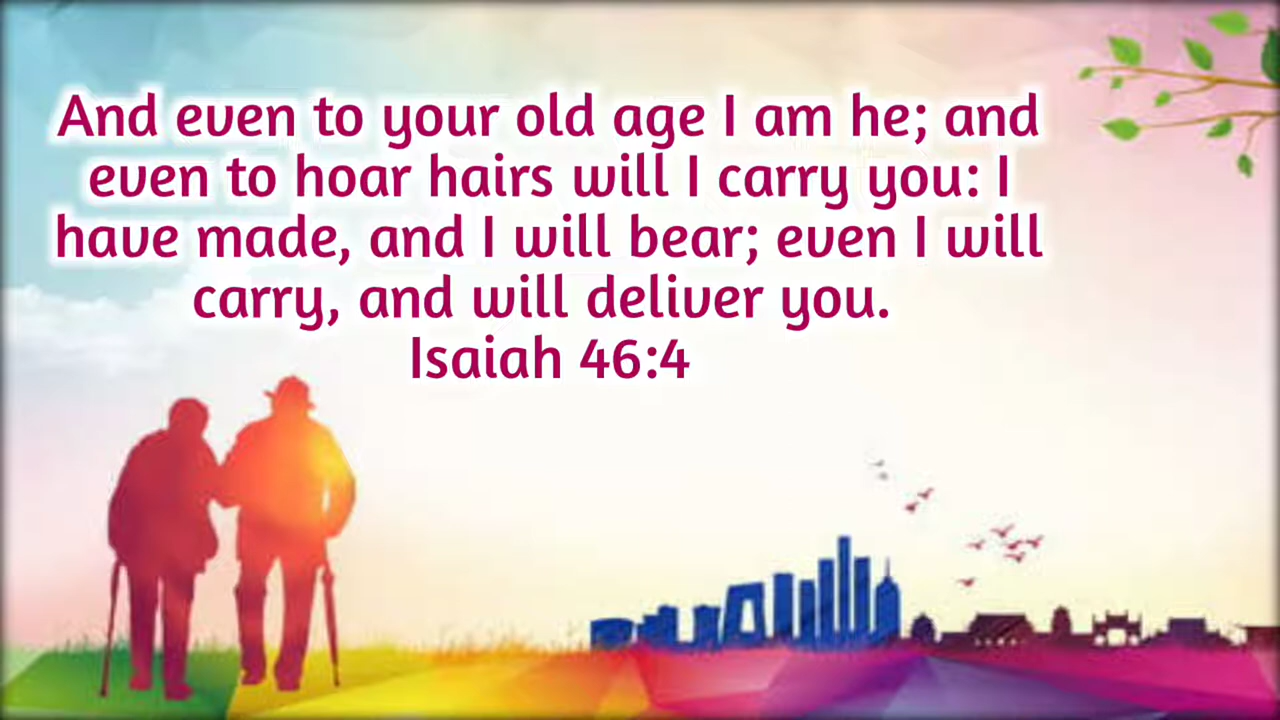 And even to your old age I am he; and
even to hoar hairs will I carry you: I
have made, and I will bear; even I will
carry, and will deliver you.
Isaiah 46:4